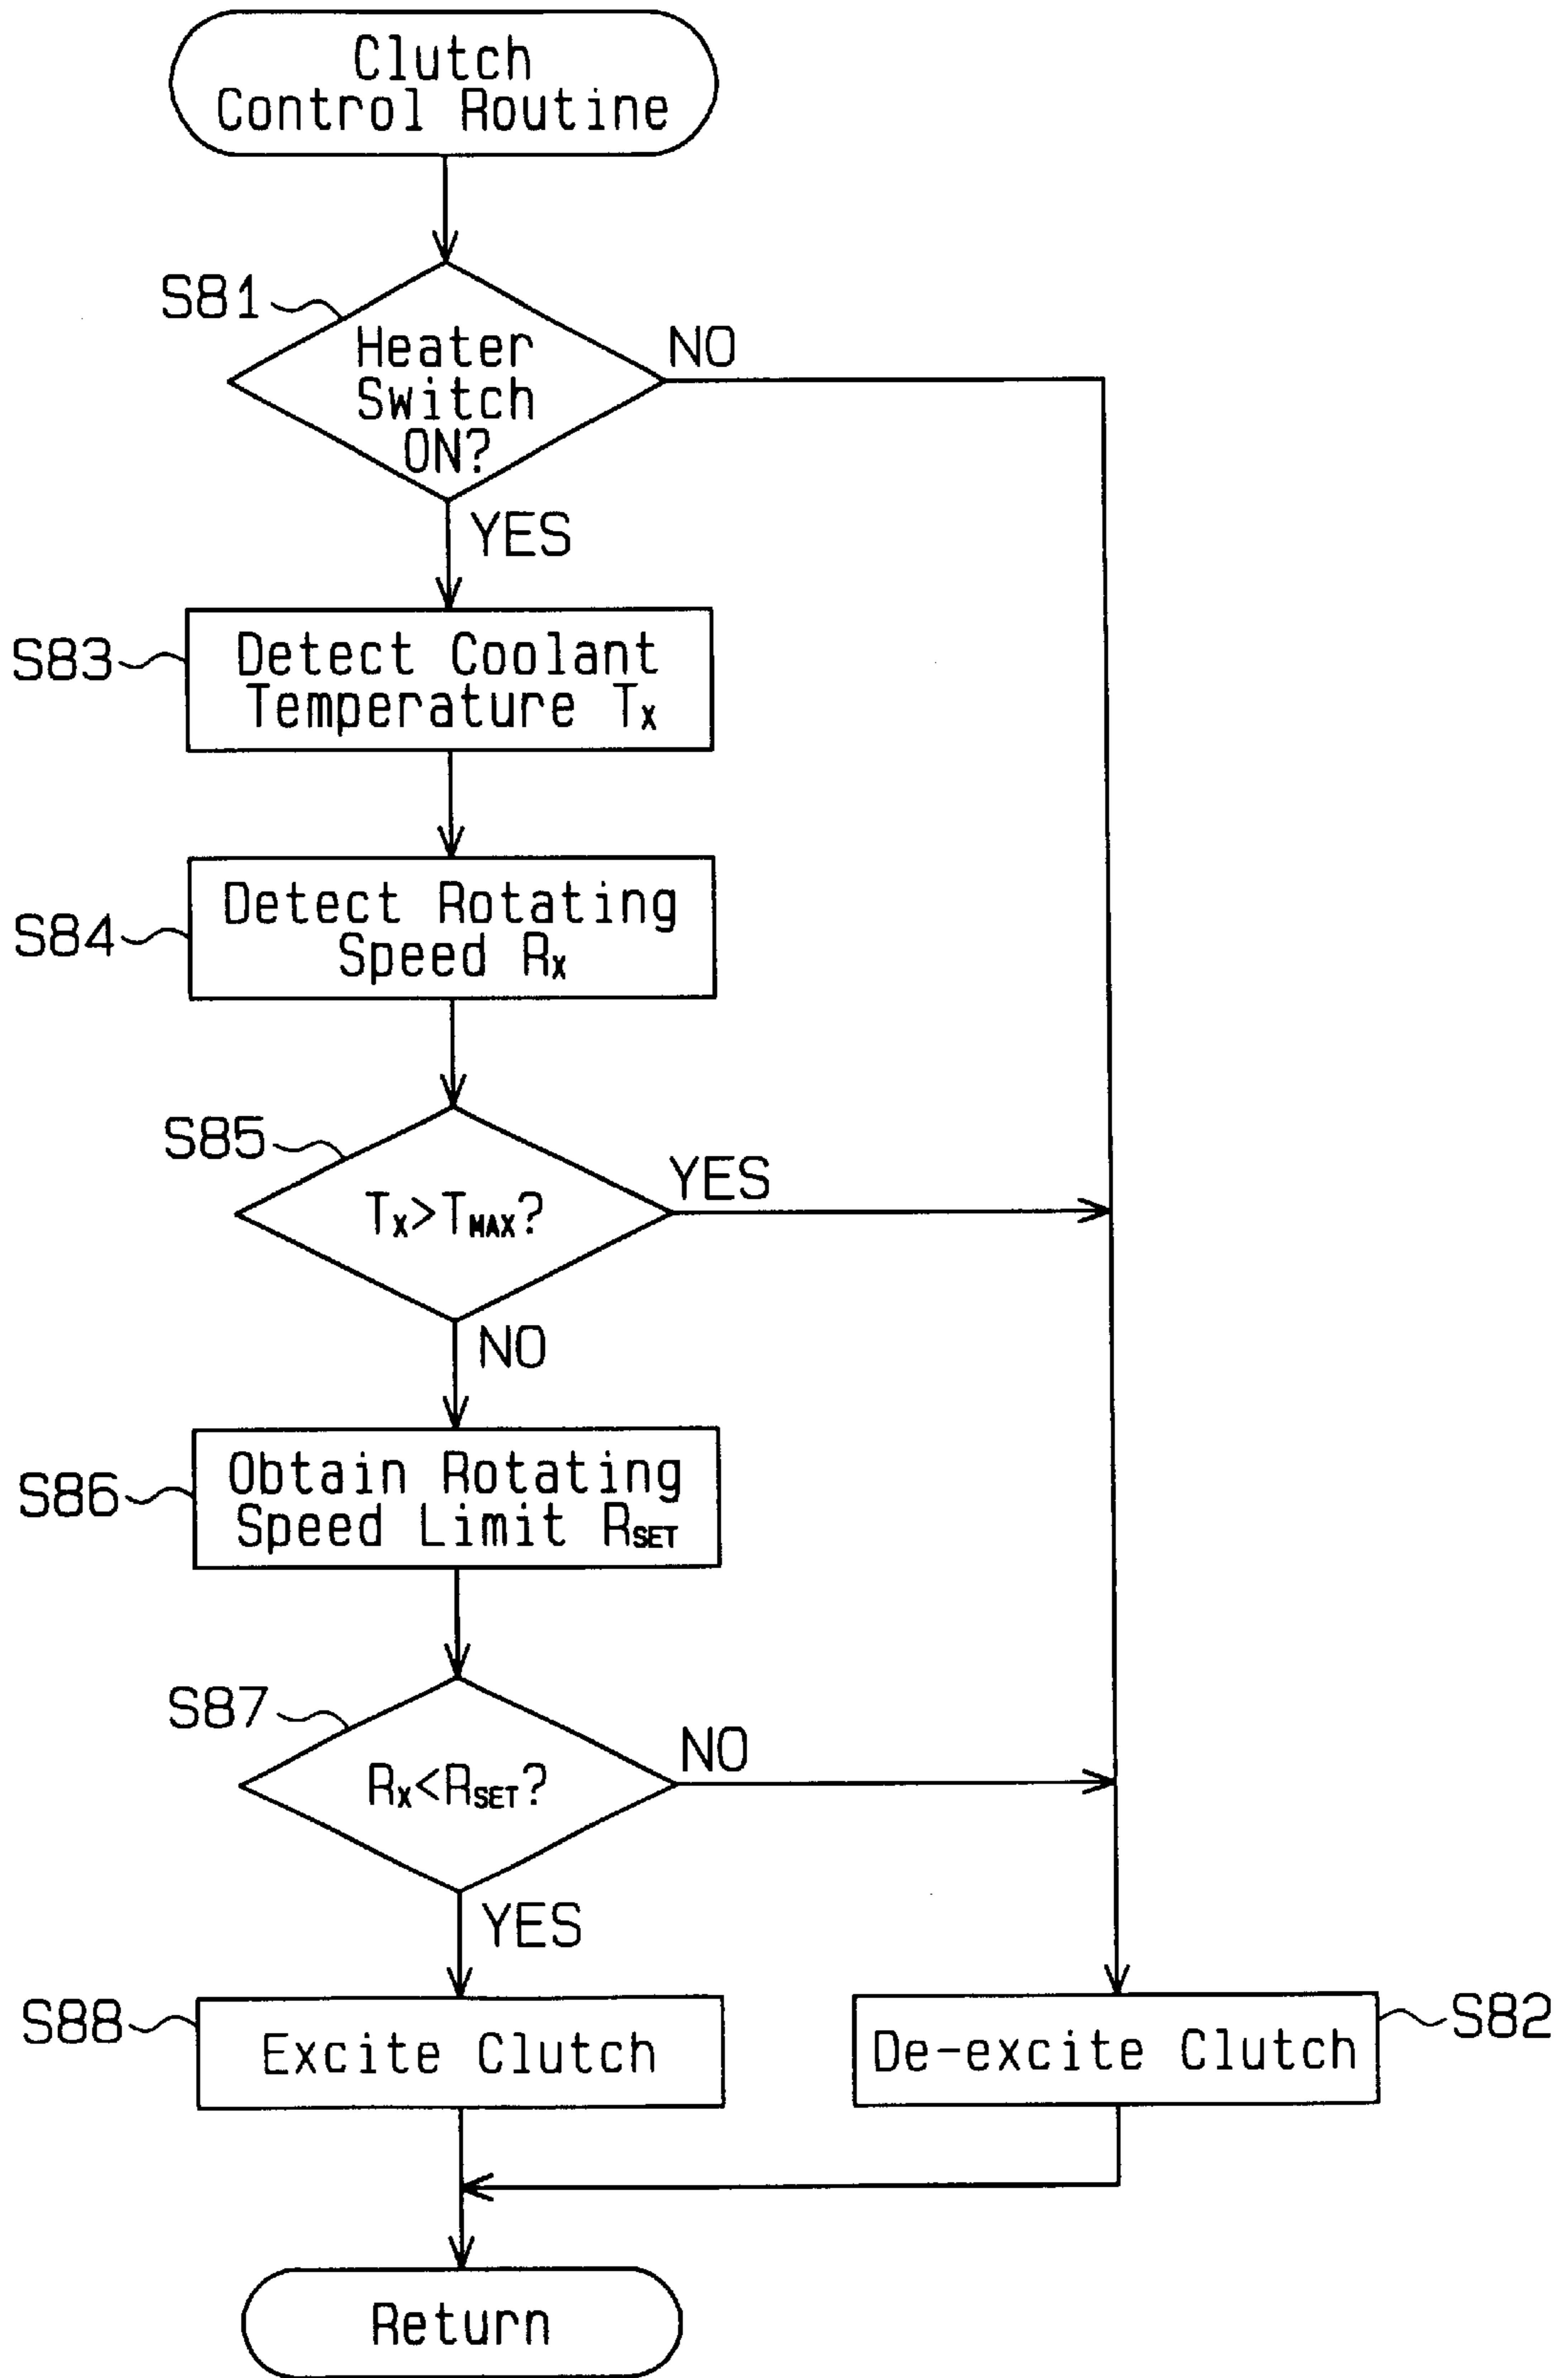 Clutch
Control Routine
S81
Heater
Switch
ON?
NO
YES
S83
Detect Coolant
Temperature Tx
S84
Detect Rotating
Speed Rx
S85
Tx>TMAX?
YES
NO
S86
Obtain Rotating
Speed Limit RSET
S87
Rx<RSET?
NO
YES
S88
Excite Clutch
De-excite Clutch
S82
Return